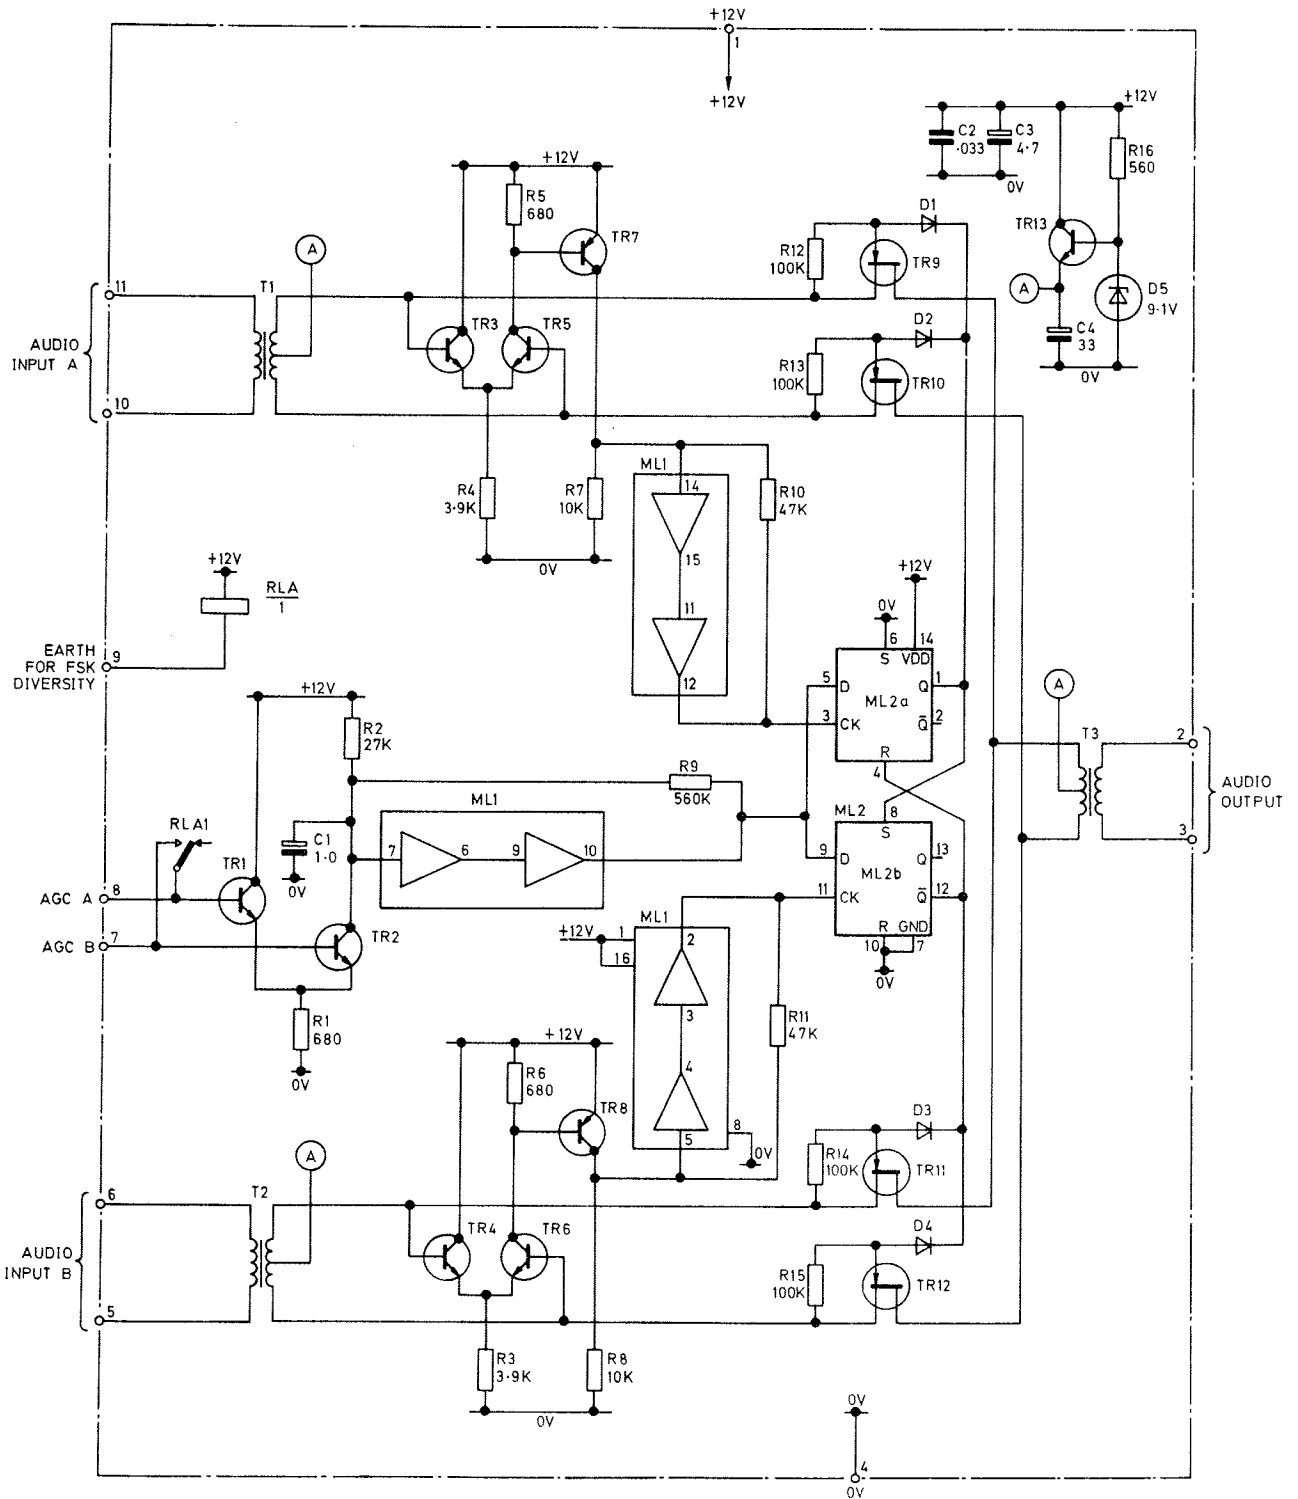 +12V
1
+12V
+12V
C2
.033
C3
4·7
R16
560
0V
+12V
R5
680
TR7
D1
TR13
A
R12
100K
TR9
11
T1
A
D5
9·1V
TR3
TR5
D2
C4
33
AUDIO
INPUT A
R13
100K
TR10
0V
10
ML1
R4
3·9K
R7
10K
14
R10
47K
15
0V
+12V
+12V
RLA
1
11
0V
6
14
S
VDD
EARTH
FOR FSK
DIVERSITY
9
12
5
D
Q
1
A
ML2a
+12V
3
CK
Q̄
2
R2
27K
R
T3
2
4
R9
560K
AUDIO
OUTPUT
ML1
ML2
8
S
RLA1
C1
1·0
3
TR1
7
6
9
10
9
D
Q
13
0V
ML2b
AGC A
8
11
CK
Q̄
12
ML1
AGC B
7
TR2
+12V
1
2
R
GND
10
7
16
0V
R1
680
3
R11
47K
+12V
0V
R6
680
4
TR8
D3
8
5
0V
R14
100K
TR11
A
6
T2
TR4
TR6
D4
AUDIO
INPUT B
R15
100K
TR12
5
R3
3·9K
R8
10K
0V
0V
4
0V